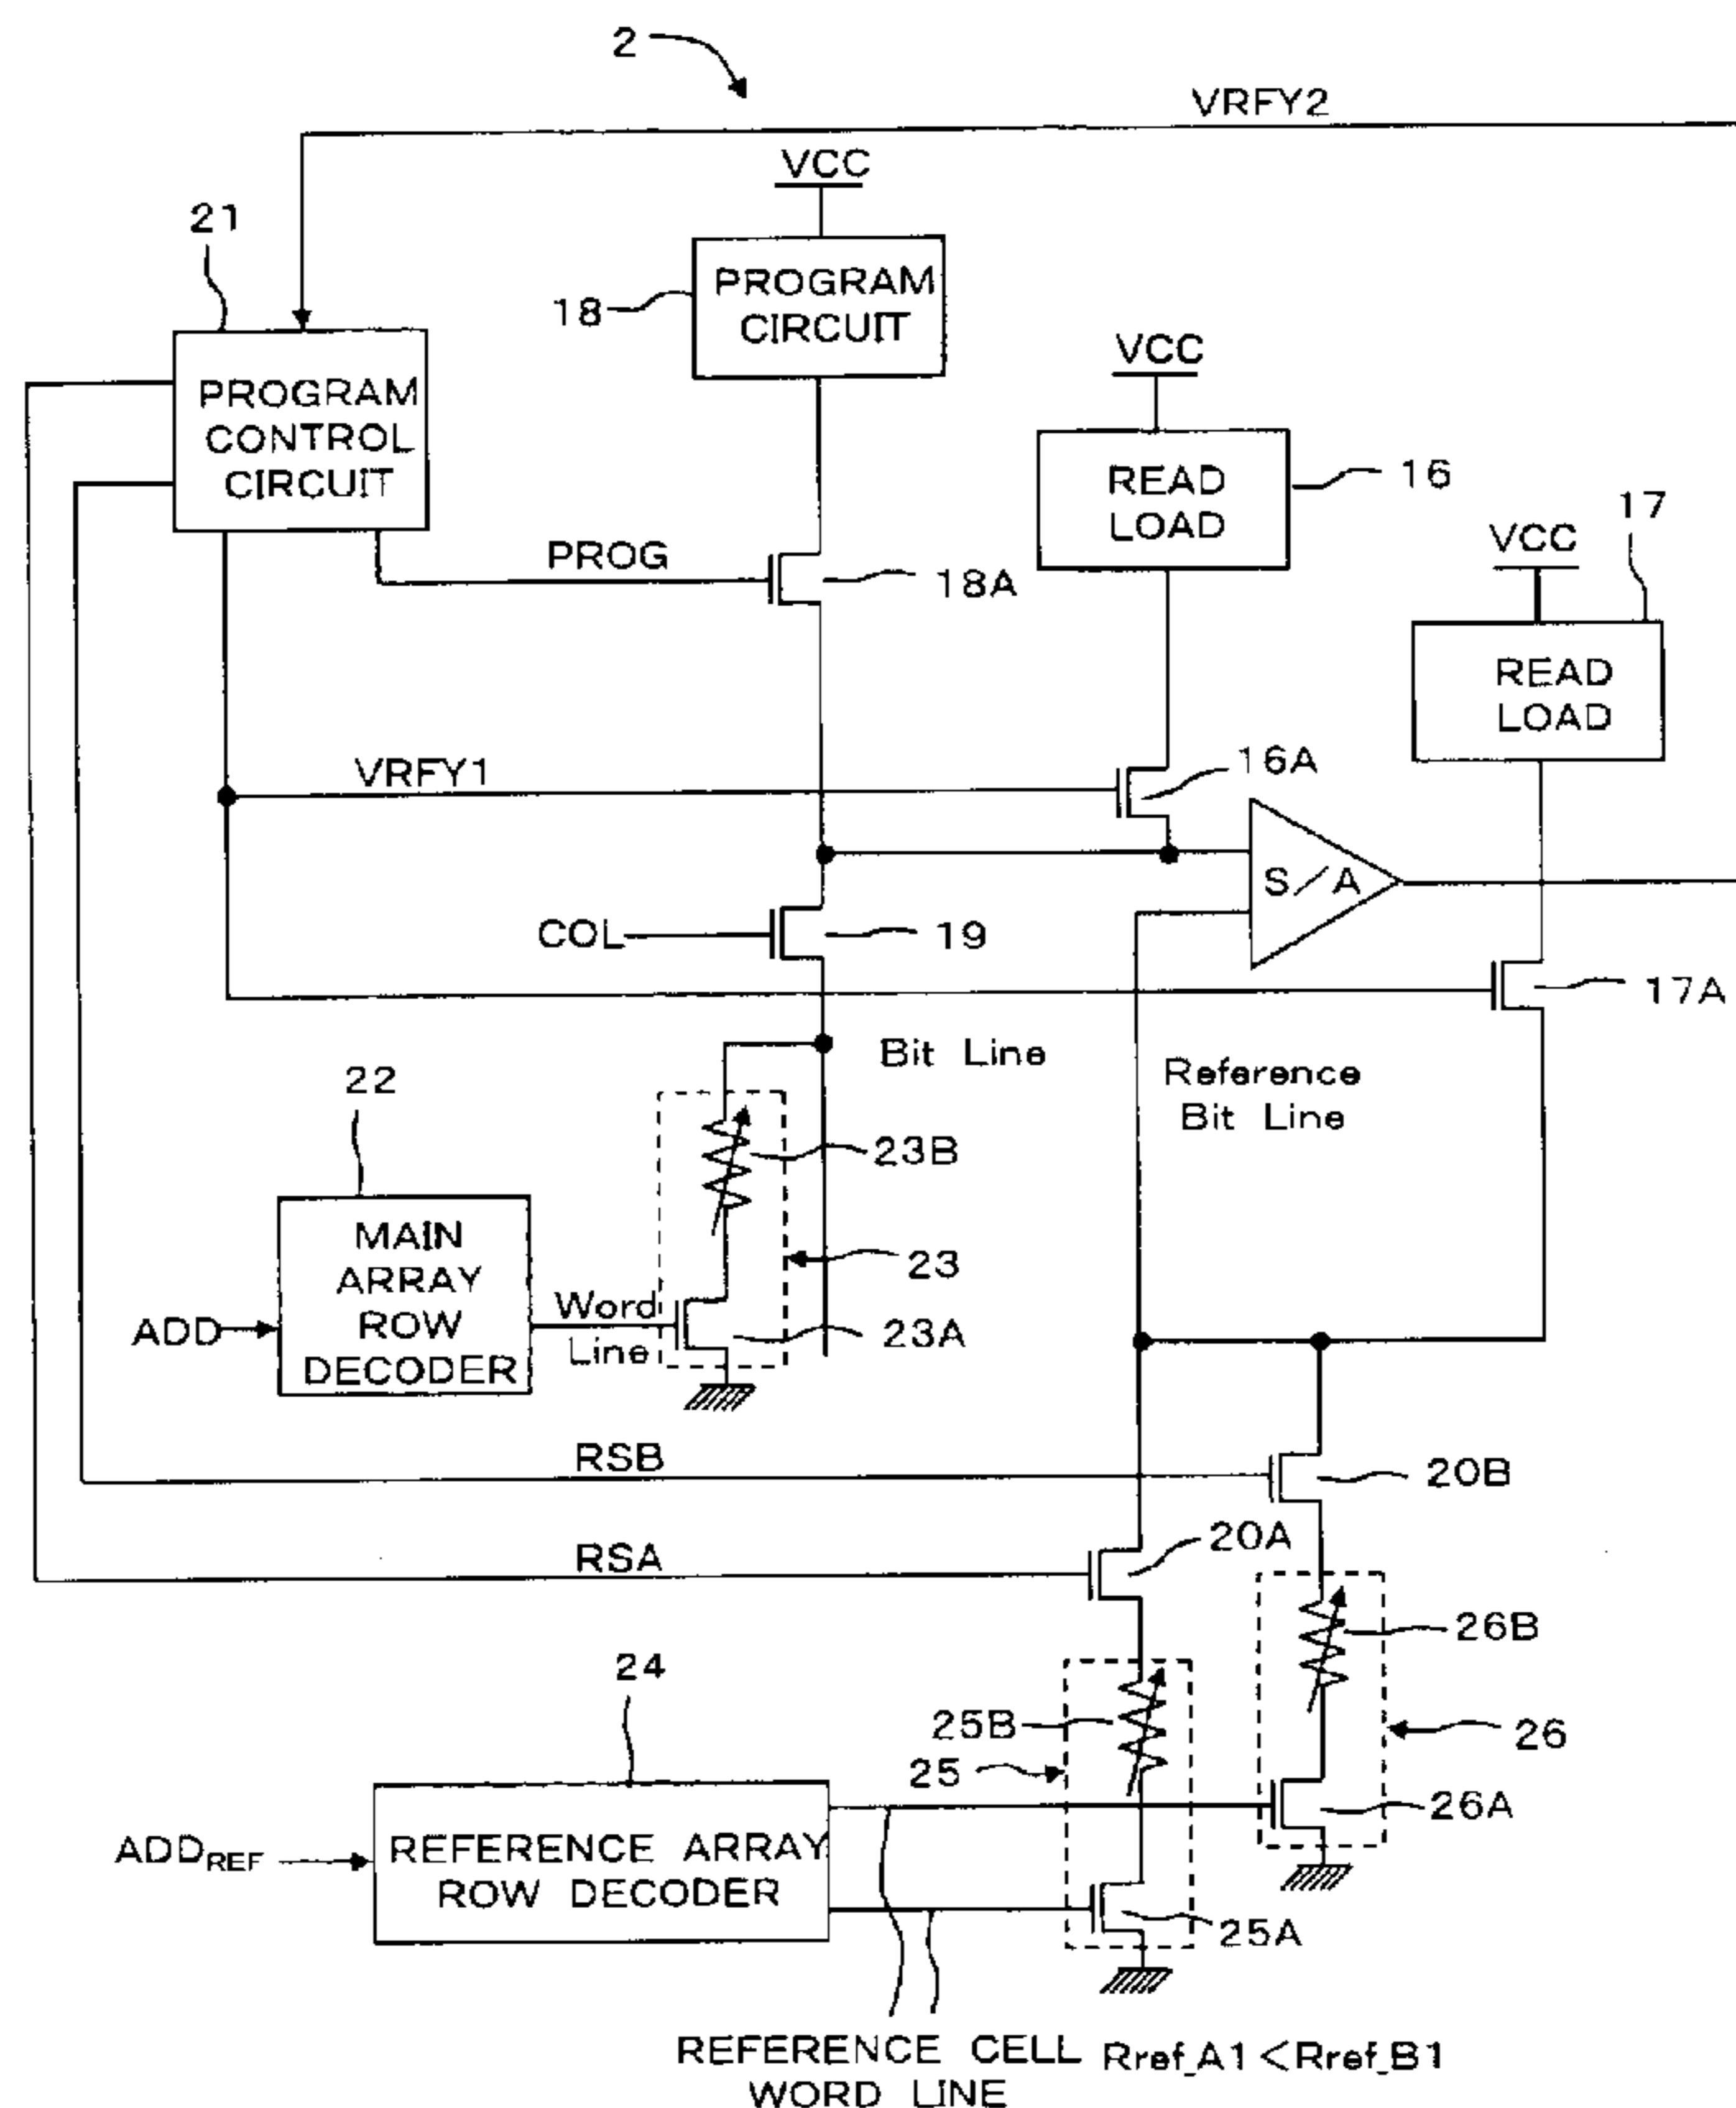 2
VRFY2
VCC
21
PROGRAM
CIRCUIT
18
VCC
PROGRAM
CONTROL
CIRCUIT
READ
LOAD
16
17
VCC
PROG
18A
READ
LOAD
VRFY1
16A
S/A
COL
19
17A
Bit Line
Reference
Bit Line
22
23B
MAIN
ARRAY
ROW
DECODER
23
ADD
Word
Line
23A
RSB
20B
RSA
20A
26B
24
25B
26
25
26A
ADDREF
REFERENCE ARRAY
ROW DECODER
25A
REFERENCE CELL
WORD LINE
Rref_A1<Rref_B1